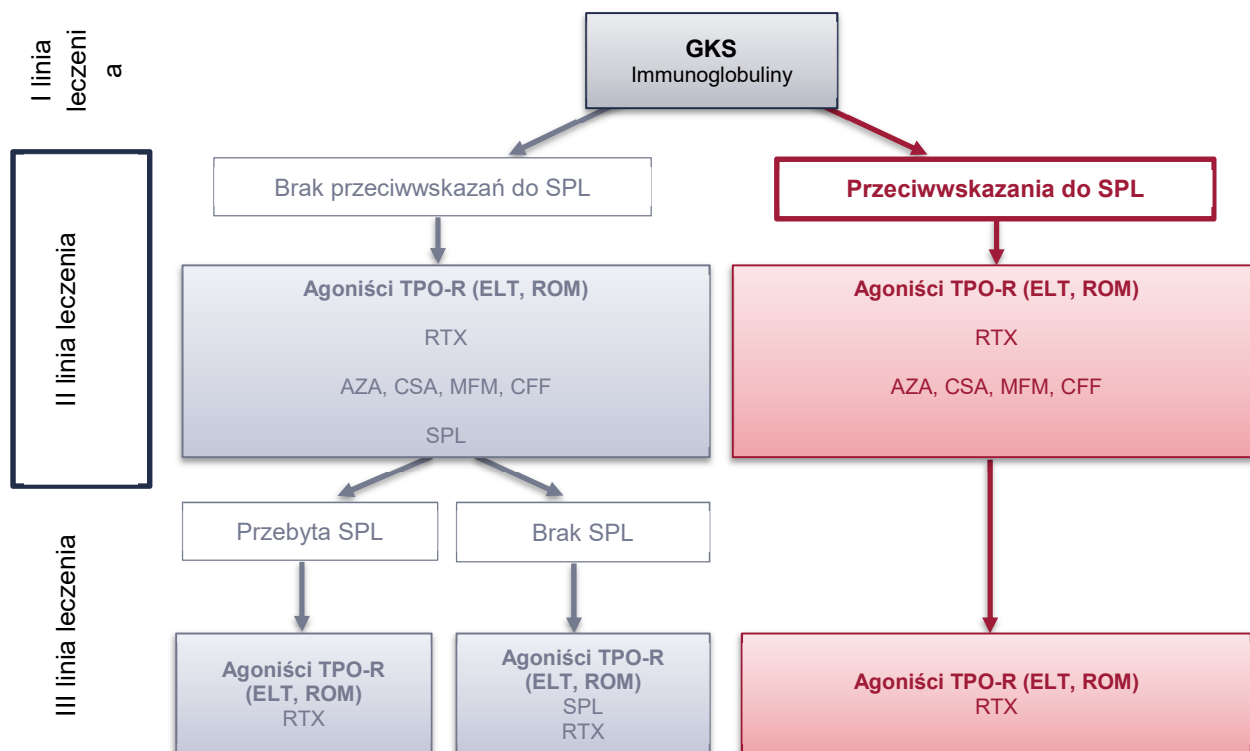 I linia
leczeni
a
GKS
Immunoglobuliny
Brak przeciwwskazań do SPL
Przeciwwskazania do SPL
II linia leczenia
Agoniści TPO-R (ELT, ROM)
RTX
AZA, CSA, MFM, CFF
SPL
Agoniści TPO-R (ELT, ROM)
RTX
AZA, CSA, MFM, CFF
Przebyta SPL
Brak SPL
III linia leczenia
Agoniści TPO-R
(ELT, ROM)
RTX
Agoniści TPO-R
(ELT, ROM)
SPL
RTX
Agoniści TPO-R (ELT, ROM)
RTX